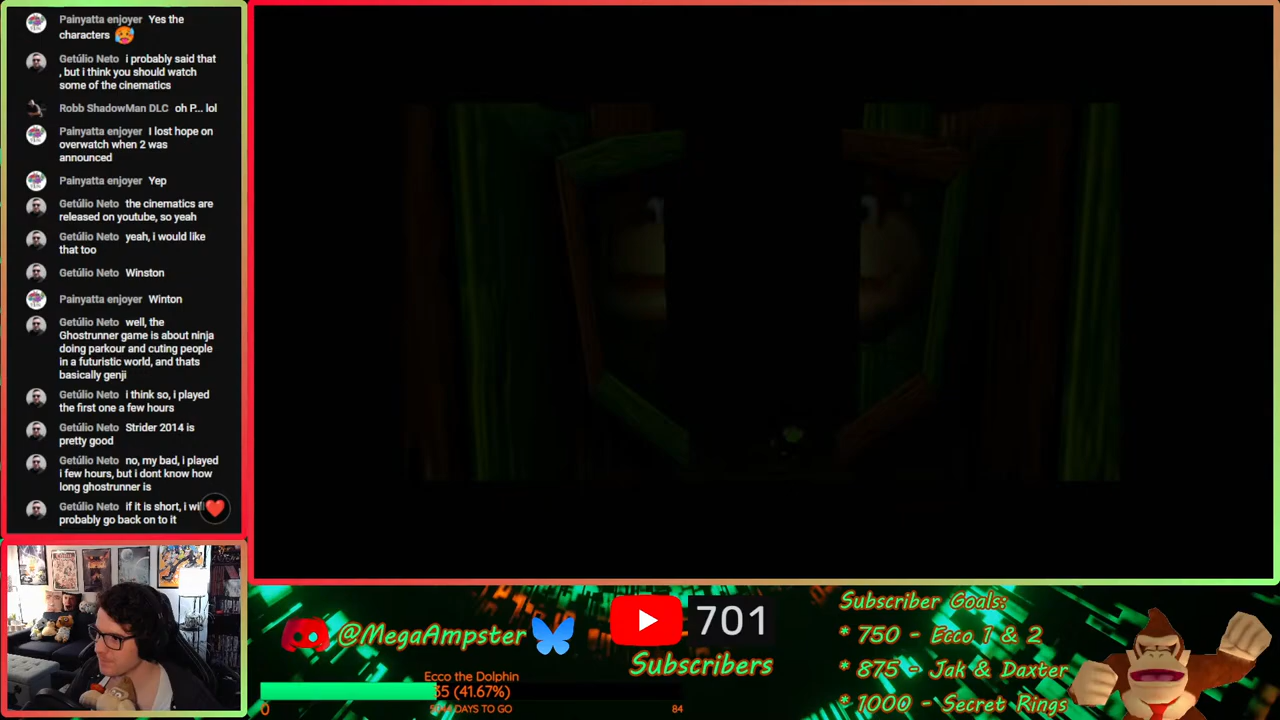 Painyatta enjoyer Yes the
characters
Getúlio Neto i probably said that
, but i think you should watch
some of the cinematics
Robb ShadowMan DLC oh P... lol
Painyatta enjoyer I lost hope on
overwatch when 2 was
announced
Painyatta enjoyer Yep
Getúlio Neto the cinematics are
released on youtube, so yeah
Getúlio Neto yeah, i would like
that too
Getúlio Neto Winston
Painyatta enjoyer Winton
Getúlio Neto well, the
Ghostrunner game is about ninja
doing parkour and cuting people
in a futuristic world, and thats
basically genji
Getúlio Neto i think so, i played
the first one a few hours
Getúlio Neto Strider 2014 is
pretty good
Getúlio Neto no, my bad, i played
i few hours, but i dont know how
long ghostrunner is
Getúlio Neto if it is short, i will
probably go back on to it
@MegaAmpster
701
Subscribers
Ecco the Dolphin
35 (41.67%)
DAYS TO GO
0
84
Subscriber Goals:
* 750 - Ecco 1 & 2
* 875 - Jak & Daxter
* 1000 - Secret Rings